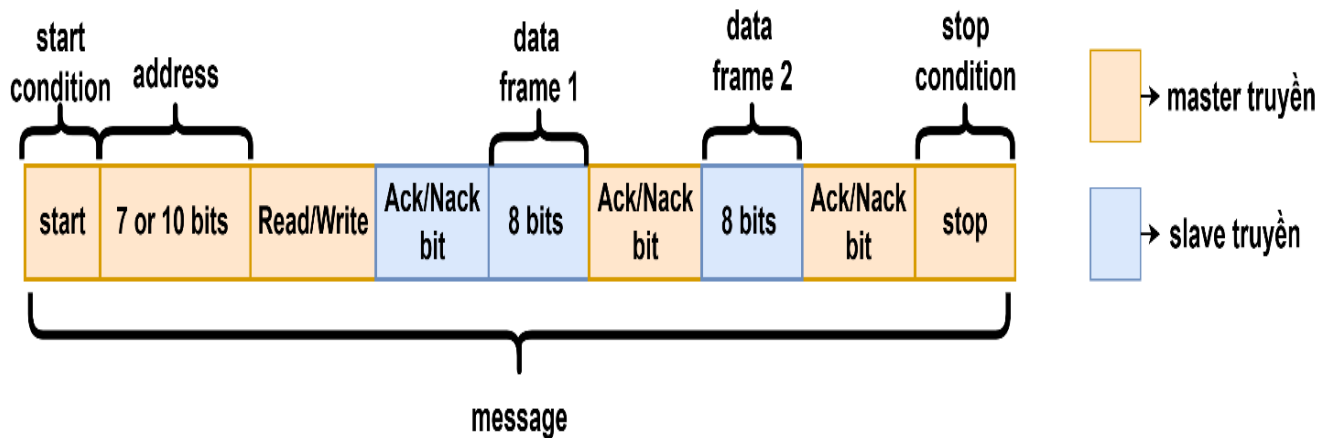 start
condition
address
data
frame 1
data
frame 2
stop
condition
start
7 or 10 bits
Read/Write
Ack/Nack
bit
8 bits
Ack/Nack
bit
8 bits
Ack/Nack
bit
stop
master truyền
slave truyền
message